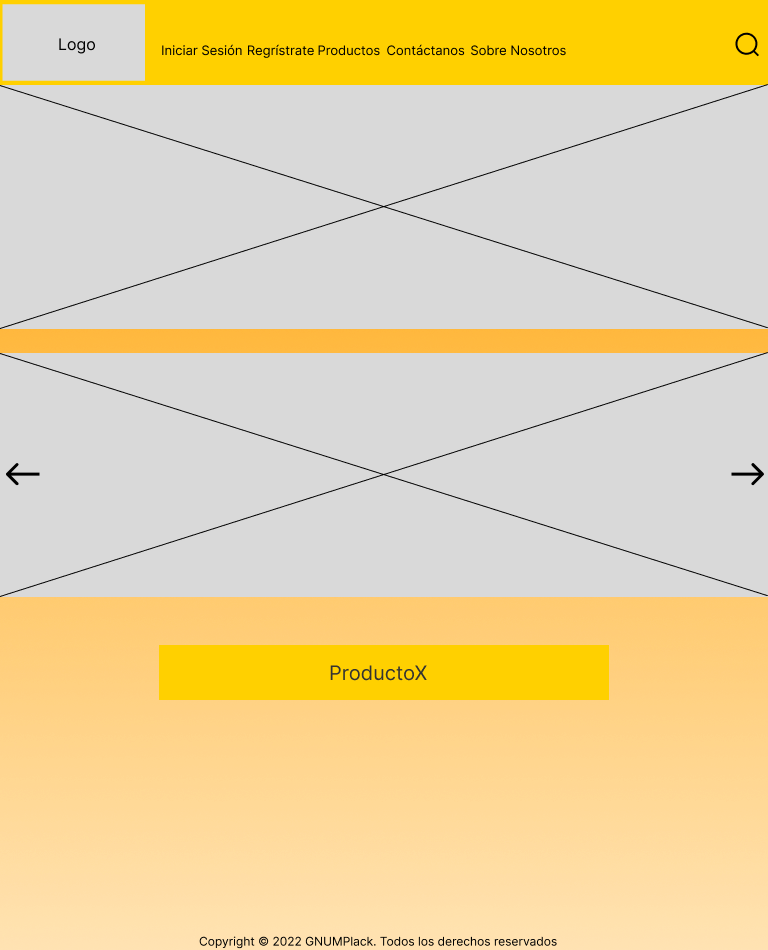 Logo
Iniciar Sesión Regrístrate Productos Contáctanos Sobre Nosotros
ProductoX
Copyright © 2022 GNUMPlack. Todos los derechos reservados